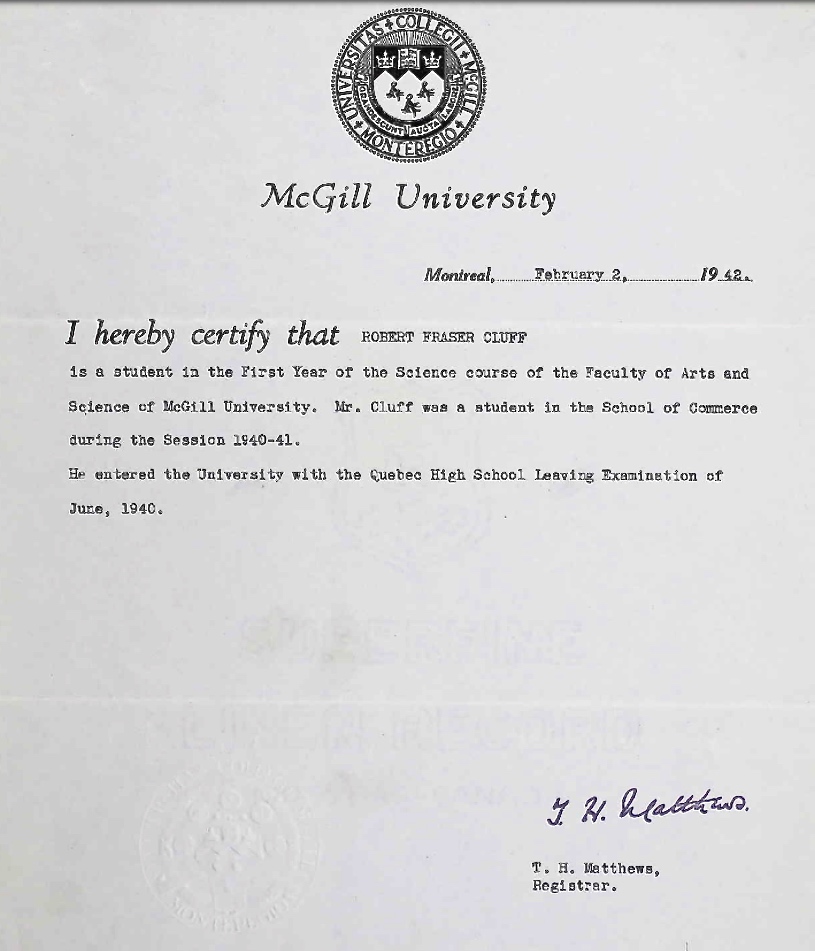 UNIVERSITAS COLLEGII McGILL
GRANDESCUNT AUCTA LABORE
MONTEREGIO
McGill University
Montreal, February 2, 1942.
I hereby certify that ROBERT FRASER CLUFF
is a student in the First Year of the Science course of the Faculty of Arts and
Science of McGill University. Mr. Cluff was a student in the School of Commerce
during the Session 1940-41.
He entered the University with the Quebec High School Leaving Examination of
June, 1940.
SUPERFINE
LINEN RECORD
T. H. Matthews.
T. H. Matthews,
Registrar.